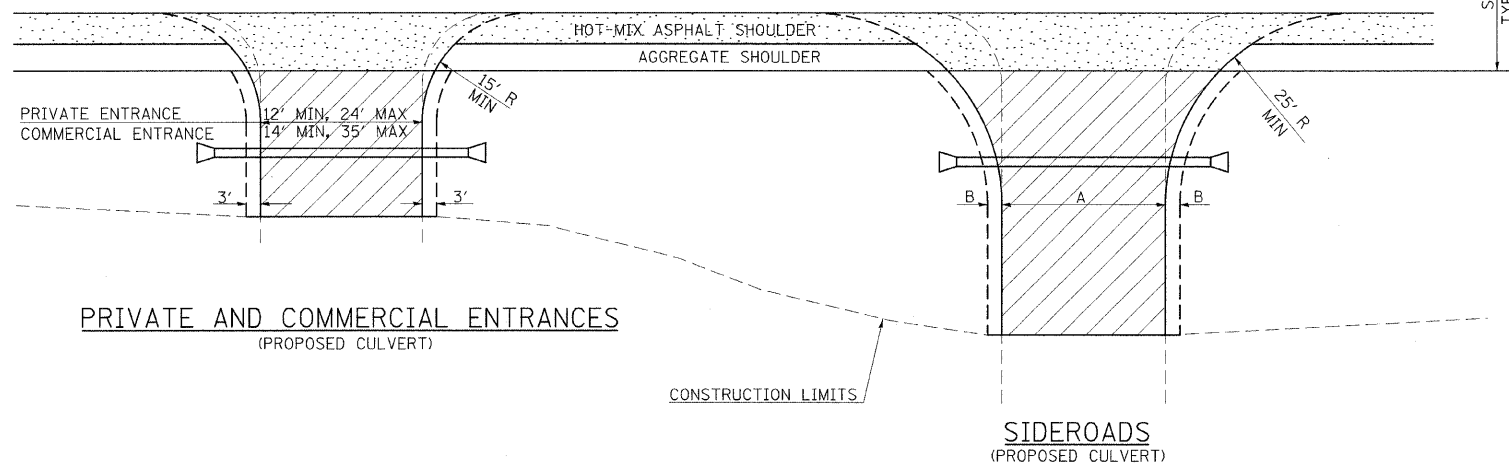 HOT-MIX ASPHALT SHOULDER
AGGREGATE SHOULDER
15' R
MIN
25' R
MIN
PRIVATE ENTRANCE
12' MIN, 24' MAX
COMMERCIAL ENTRANCE
14' MIN, 35' MAX
3'
3'
B
A
B
PRIVATE AND COMMERCIAL ENTRANCES
(PROPOSED CULVERT)
CONSTRUCTION LIMITS
SIDEROADS
(PROPOSED CULVERT)